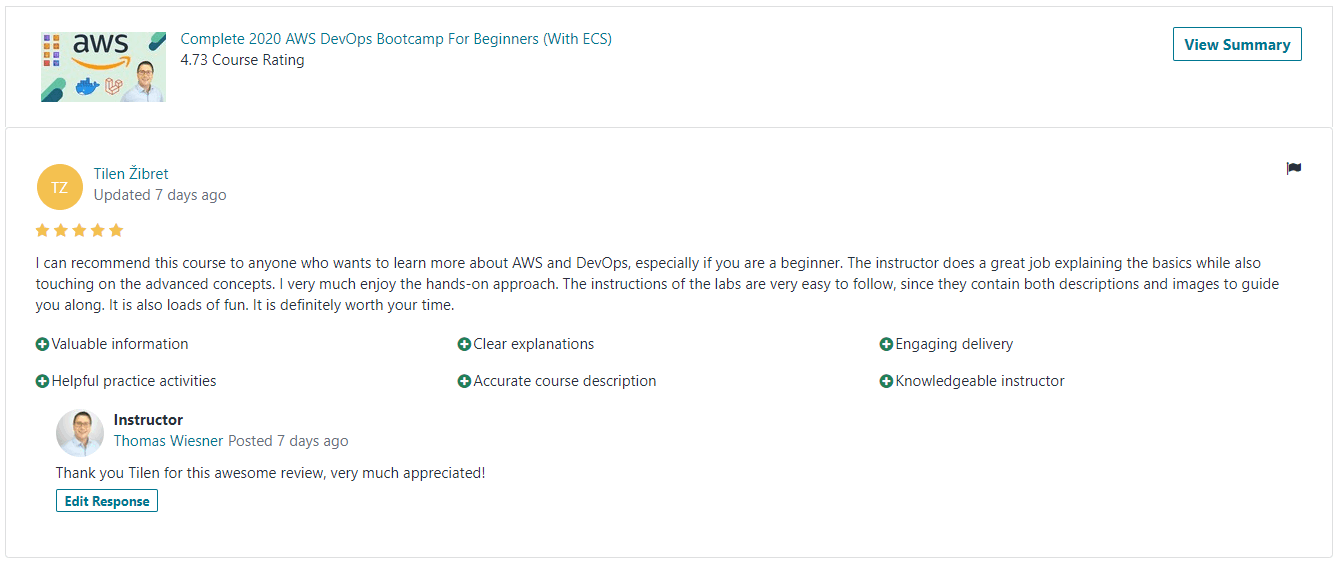 aws
Complete 2020 AWS DevOps Bootcamp For Beginners (With ECS)
4.73 Course Rating
View Summary
TZ
Tilen Žibret
Updated 7 days ago
I can recommend this course to anyone who wants to learn more about AWS and DevOps, especially if you are a beginner. The instructor does a great job explaining the basics while also
touching on the advanced concepts. I very much enjoy the hands-on approach. The instructions of the labs are very easy to follow, since they contain both descriptions and images to guide
you along. It is also loads of fun. It is definitely worth your time.
Valuable information
Clear explanations
Engaging delivery
Helpful practice activities
Accurate course description
Knowledgeable instructor
Instructor
Thomas Wiesner Posted 7 days ago
Thank you Tilen for this awesome review, very much appreciated!
Edit Response